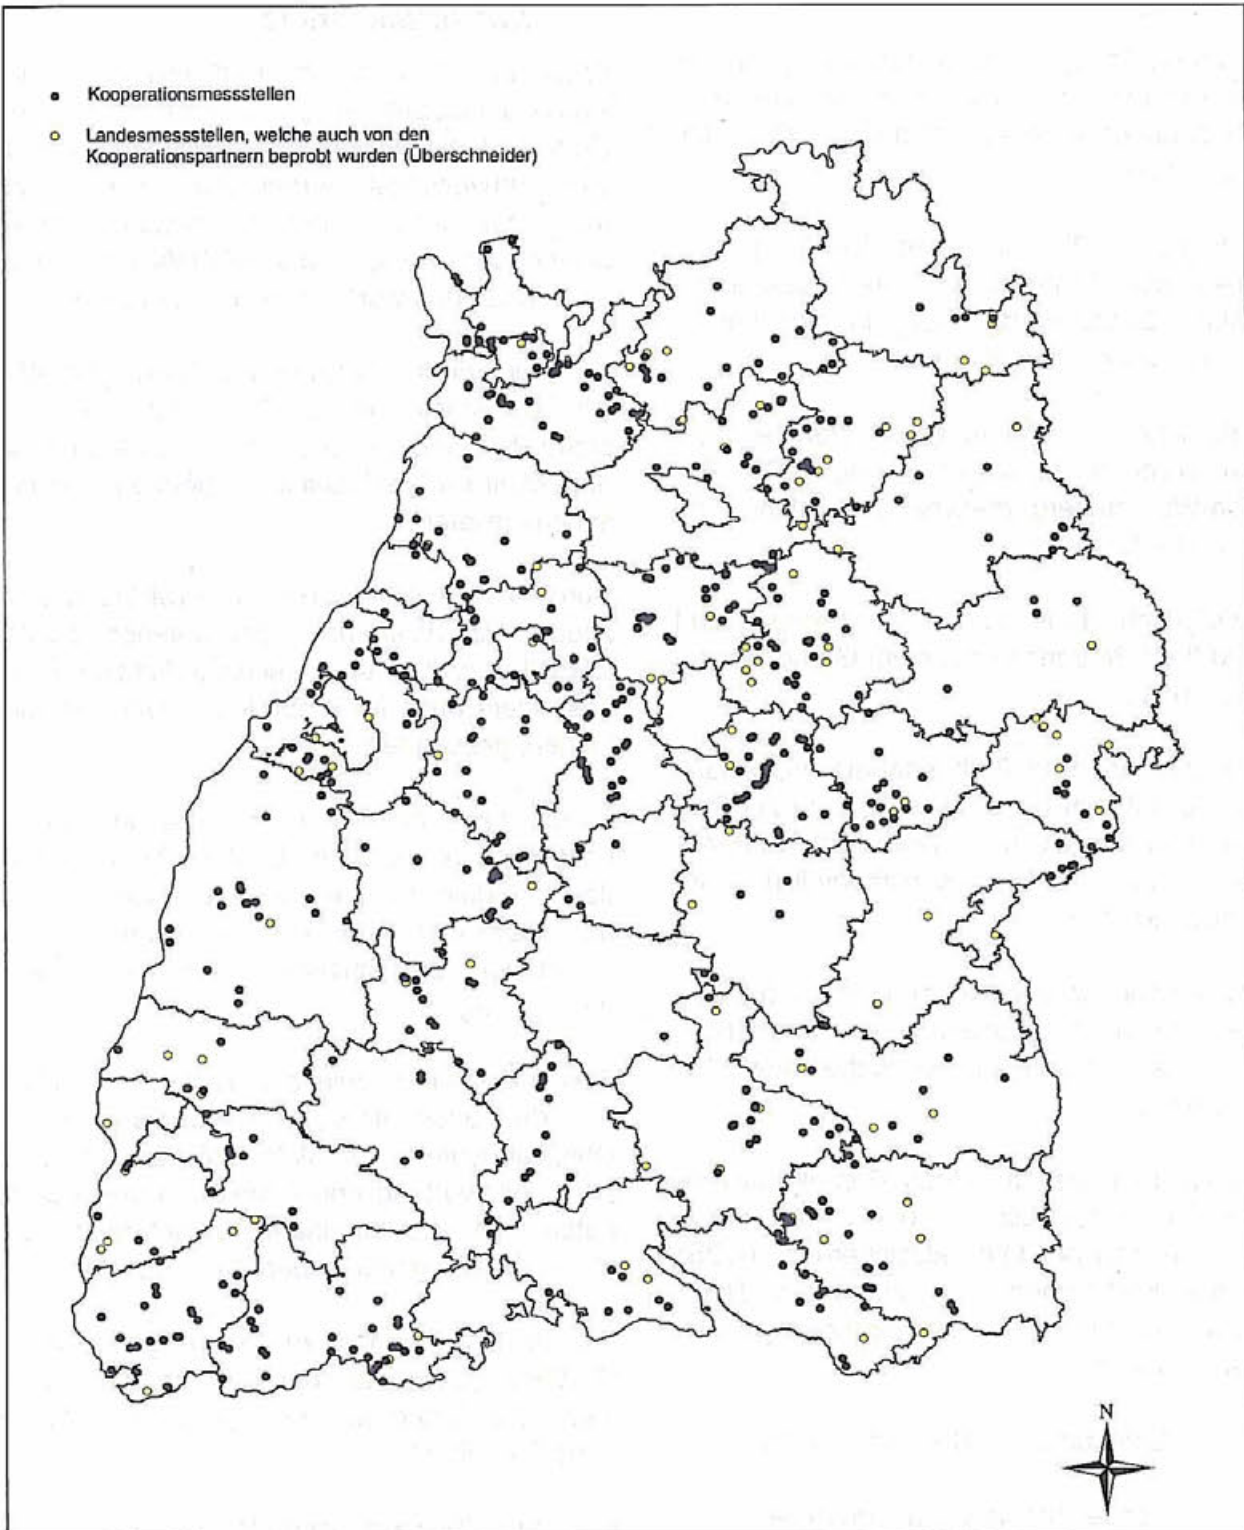 Kooperationsmessstellen
Landesmessstellen, welche auch von den
Kooperationspartnern beprobt wurden (Überschneider)
N